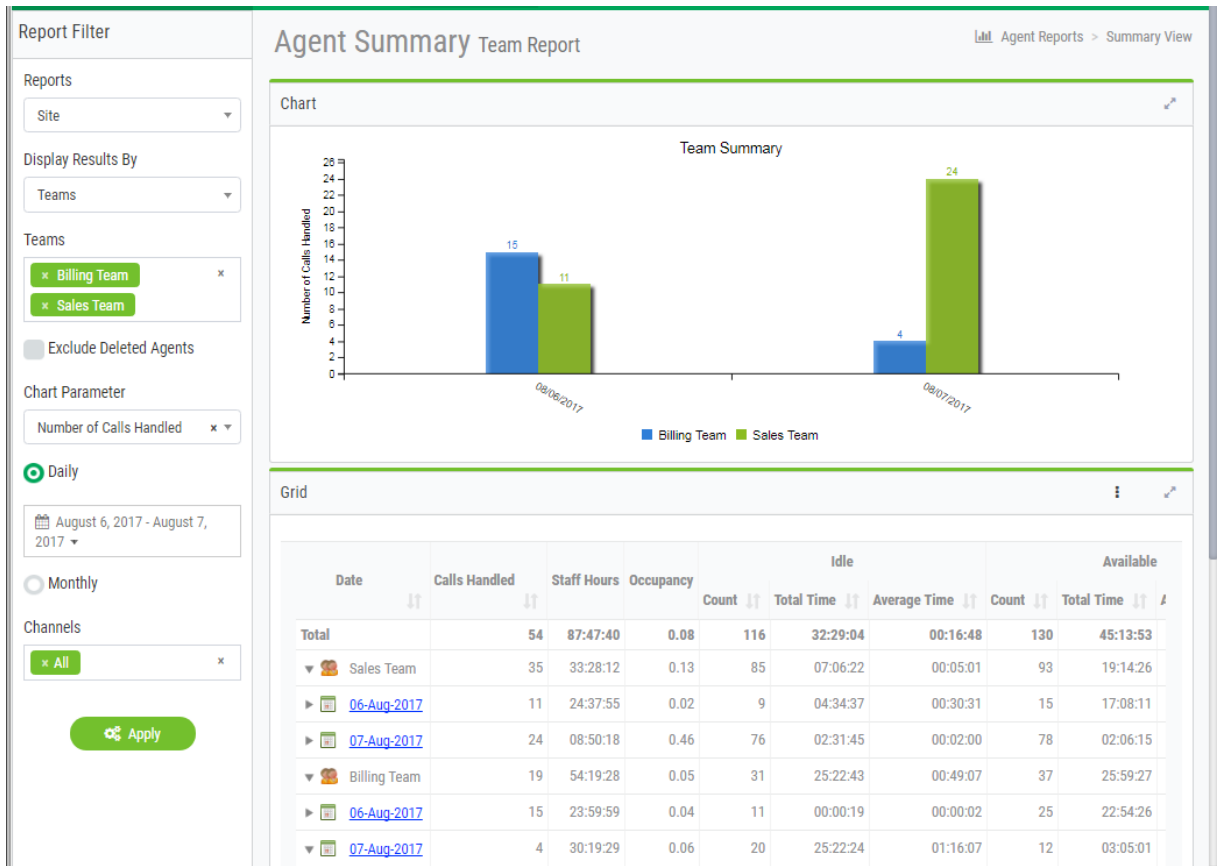 Report Filter
Reports
Site
Display Results By
Teams
Teams
× Billing Team ×
× Sales Team
Exclude Deleted Agents
Chart Parameter
Number of Calls Handled ×
Daily
August 6, 2017 - August 7,
2017
Monthly
Channels
× All ×
Apply
Agent Summary Team Report
Agent Reports > Summary View
Chart
Team Summary
Number of Calls Handled
26
24
22
20
18
16
14
12
10
8
6
4
2
0
15
11
4
24
08/06/2017
08/07/2017
Billing Team Sales Team
Grid
Idle Available
Date Calls Handled Staff Hours Occupancy
Count Total Time Average Time Count Total Time
Total 54 87:47:40 0.08 116 32:29:04 00:16:48 130 45:13:53
Sales Team 35 33:28:12 0.13 85 07:06:22 00:05:01 93 19:14:26
06-Aug-2017 11 24:37:55 0.02 9 04:34:37 00:30:31 15 17:08:11
07-Aug-2017 24 08:50:18 0.46 76 02:31:45 00:02:00 78 02:06:15
Billing Team 19 54:19:28 0.05 31 25:22:43 00:49:07 37 25:59:27
06-Aug-2017 15 23:59:59 0.04 11 00:00:19 00:00:02 25 22:54:26
07-Aug-2017 4 30:19:29 0.06 20 25:22:24 01:16:07 12 03:05:01